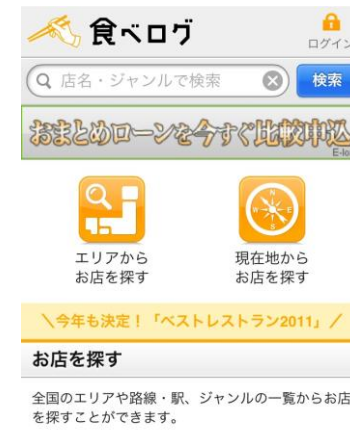 食べログ
ログイン
店名・ジャンルで検索
検索
おまとめローンを今すぐ比較申込
E-lo
N
W E
S
エリアから
お店を探す
現在地から
お店を探す
＼今年も決定！「ベストレストラン2011」／
お店を探す
全国のエリアや路線・駅、ジャンルの一覧からお店
を探すことができます。